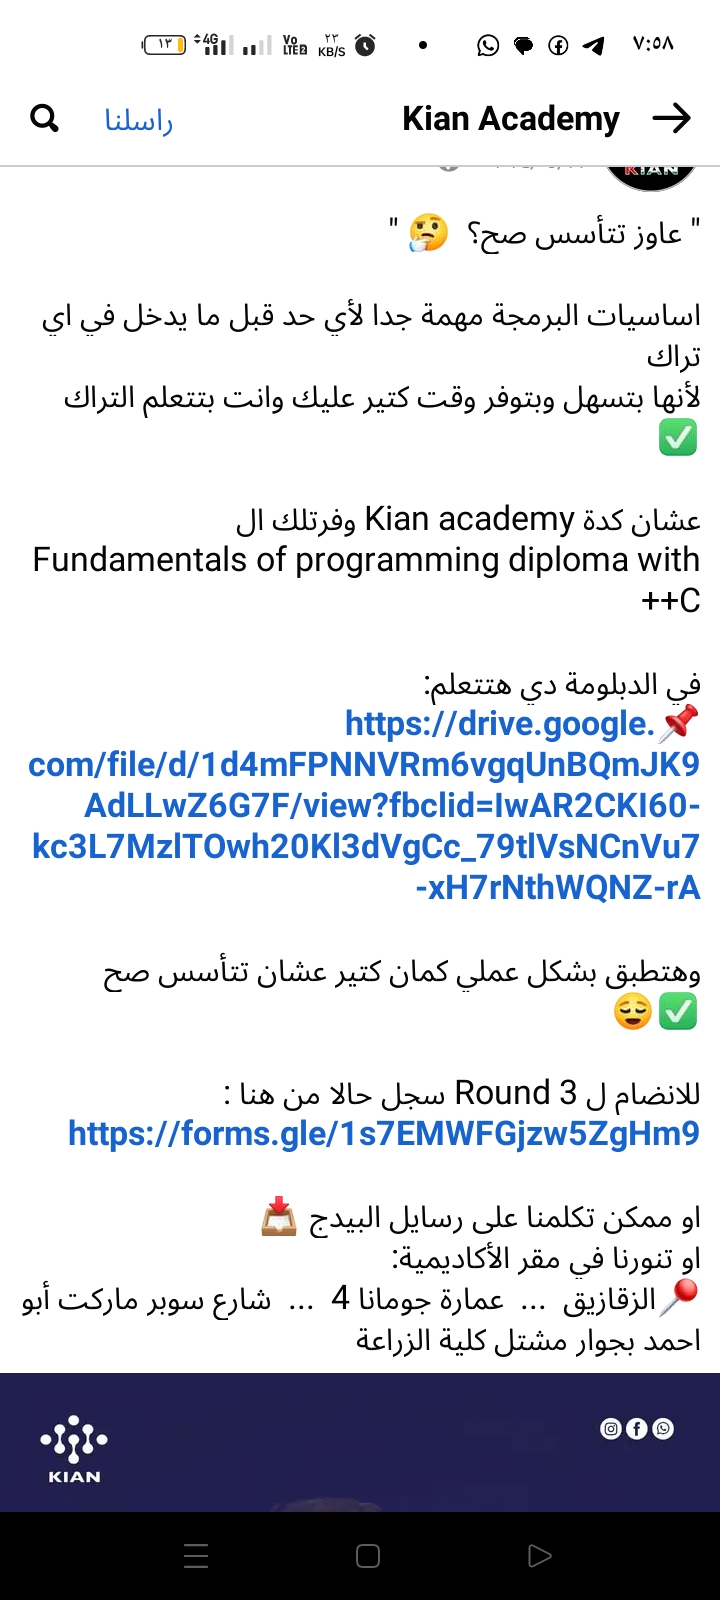 ١٣ 4G Vo LTE2 ٢٣ KB/S ٧:٥٨
Kian Academy راسلنا
KIAN
" عاوز تتأسس صح؟ 🤔 "
اساسيات البرمجة مهمة جدا لأي حد قبل ما يدخل في اي
تراك
لأنها بتسهل وبتوفر وقت كتير عليك وانت بتتعلم التراك
✅
عشان كدة Kian academy وفرتلك ال
Fundamentals of programming diploma with
C++
في الدبلومة دي هتتعلم:
📌https://drive.google.
com/file/d/1d4mFPNNVRm6vgqUnBQmJK9
AdLLwZ6G7F/view?fbclid=IwAR2CKI60-
kc3L7MzlTOwh20Kl3dVgCc_79tlVsNCnVu7
-xH7rNthWQNZ-rA
وهتطبق بشكل عملي كمان كتير عشان تتأسس صح
✅😌
للانضام ل Round 3 سجل حالا من هنا :
https://forms.gle/1s7EMWFGjzw5ZgHm9
او ممكن تكلمنا على رسايل البيدج 📥
او تنورنا في مقر الأكاديمية:
📍الزقازيق ... عمارة جومانا 4 ... شارع سوبر ماركت أبو
احمد بجوار مشتل كلية الزراعة
KIAN